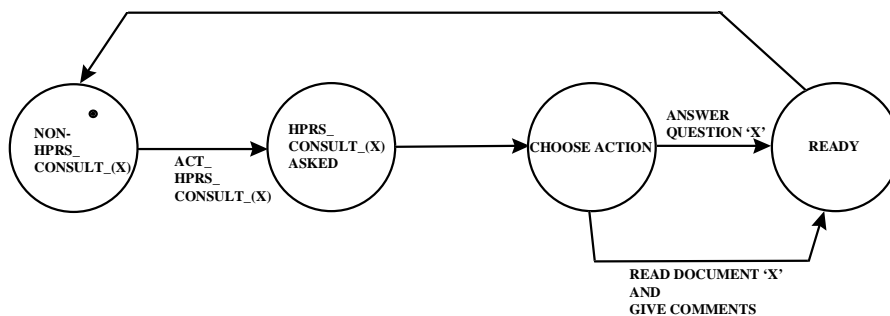 NON-
HPRS_
CONSULT_(X)
ACT_
HPRS_
CONSULT_(X)
HPRS_
CONSULT_(X)
ASKED
CHOOSE ACTION
ANSWER
QUESTION ‘X’
READY
READ DOCUMENT ‘X’
AND
GIVE COMMENTS